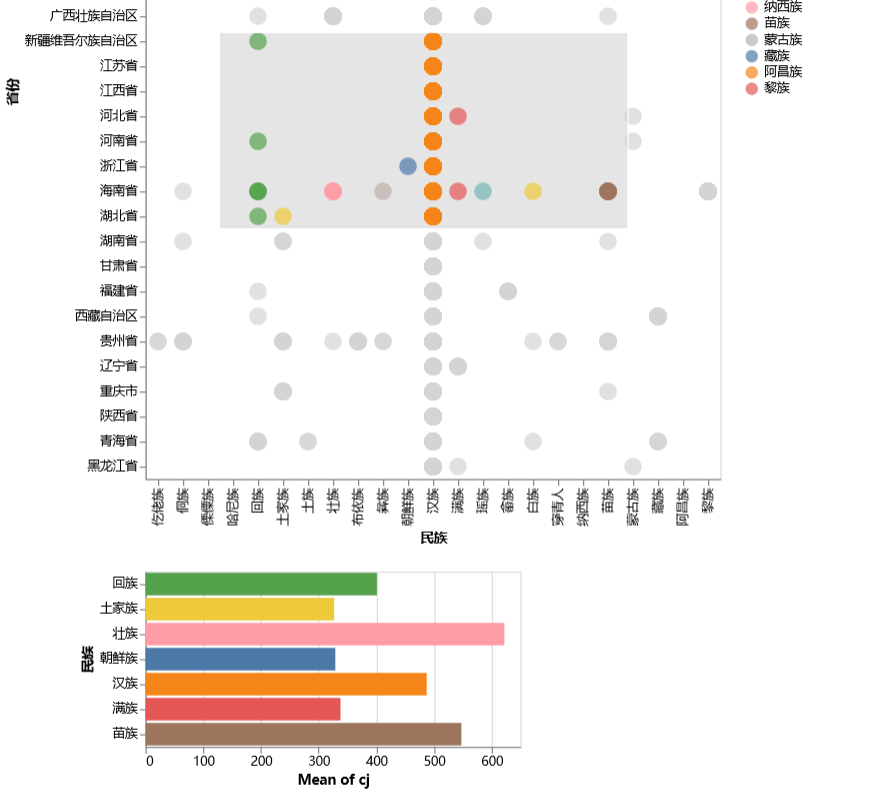 广西壮族自治区
新疆维吾尔族自治区
江苏省
江西省
河北省
河南省
浙江省
海南省
湖北省
湖南省
甘肃省
福建省
西藏自治区
贵州省
辽宁省
重庆市
陕西省
青海省
黑龙江省
省份
仡佬族
侗族
傈僳族
哈尼族
回族
土家族
土族
壮族
布依族
彝族
朝鲜族
汉族
满族
瑶族
畲族
白族
穿青人
纳西族
苗族
蒙古族
藏族
阿昌族
黎族
民族
纳西族
苗族
蒙古族
藏族
阿昌族
黎族
回族
土家族
壮族
朝鲜族
汉族
满族
苗族
民族
0 100 200 300 400 500 600
Mean of cj